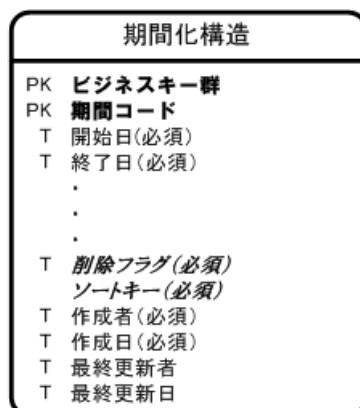 期間化構造
PK ビジネスキー群
PK 期間コード
T 開始日(必須)
T 終了日(必須)
.
.
.
T 削除フラグ(必須)
ソートキー(必須)
T 作成者(必須)
T 作成日(必須)
T 最終更新者
T 最終更新日